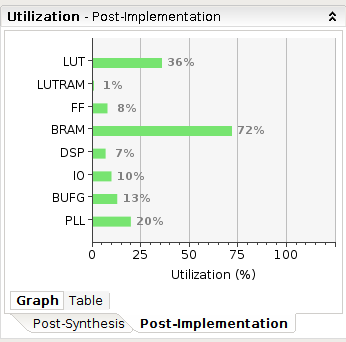 Utilization - Post-Implementation
LUT 36%
LUTRAM 1%
FF 8%
BRAM 72%
DSP 7%
IO 10%
BUFG 13%
PLL 20%
0 25 50 75 100
Utilization (%)
Graph Table
Post-Synthesis Post-Implementation